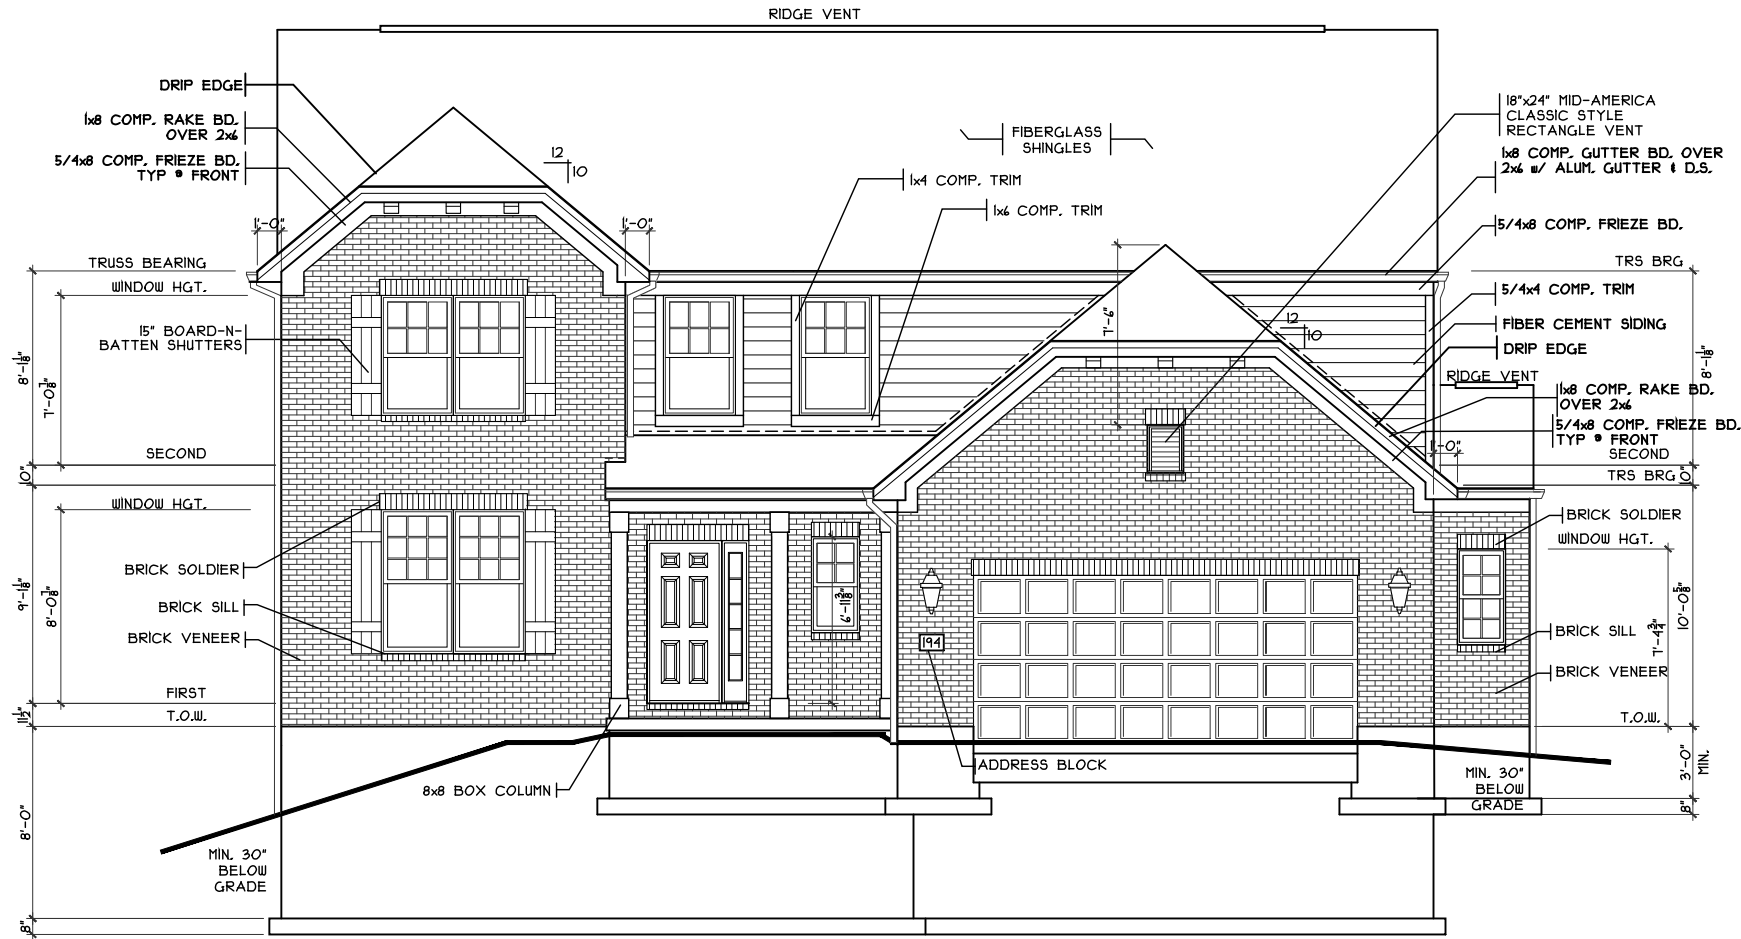 RIDGE VENT
DRIP EDGE
1x8 COMP. RAKE BD.
OVER 2x6
5/4x8 COMP. FRIEZE BD.
TYP @ FRONT
12
10
FIBERGLASS
SHINGLES
18"x24" MID-AMERICA
CLASSIC STYLE
RECTANGLE VENT
1x8 COMP. GUTTER BD. OVER
2x6 w/ ALUM. GUTTER & D.S.
1x4 COMP. TRIM
1x6 COMP. TRIM
5/4x8 COMP. FRIEZE BD.
1'-0"
1'-0"
TRUSS BEARING
WINDOW HGT.
15" BOARD-N-
BATTEN SHUTTERS
TRS BRG
5/4x4 COMP. TRIM
FIBER CEMENT SIDING
DRIP EDGE
12
10
7'-6"
RIDGE VENT
1x8 COMP. RAKE BD.
OVER 2x6
5/4x8 COMP. FRIEZE BD.
TYP @ FRONT
1'-0"
8'-1 1/8"
7'-0 1/8"
8'-1 1/8"
SECOND
SECOND
10"
10"
TRS BRG
WINDOW HGT.
BRICK SOLDIER
BRICK SILL
BRICK VENEER
9'-1 1/8"
8'-0 1/8"
6'-11 3/4"
194
BRICK SOLDIER
WINDOW HGT.
BRICK SILL
BRICK VENEER
7'-4 3/4"
10'-0 5/8"
FIRST
T.O.W.
11 1/2"
T.O.W.
8x8 BOX COLUMN
ADDRESS BLOCK
MIN. 30"
BELOW
GRADE
3'-0"
MIN.
8"
8'-0"
MIN. 30"
BELOW
GRADE
8"